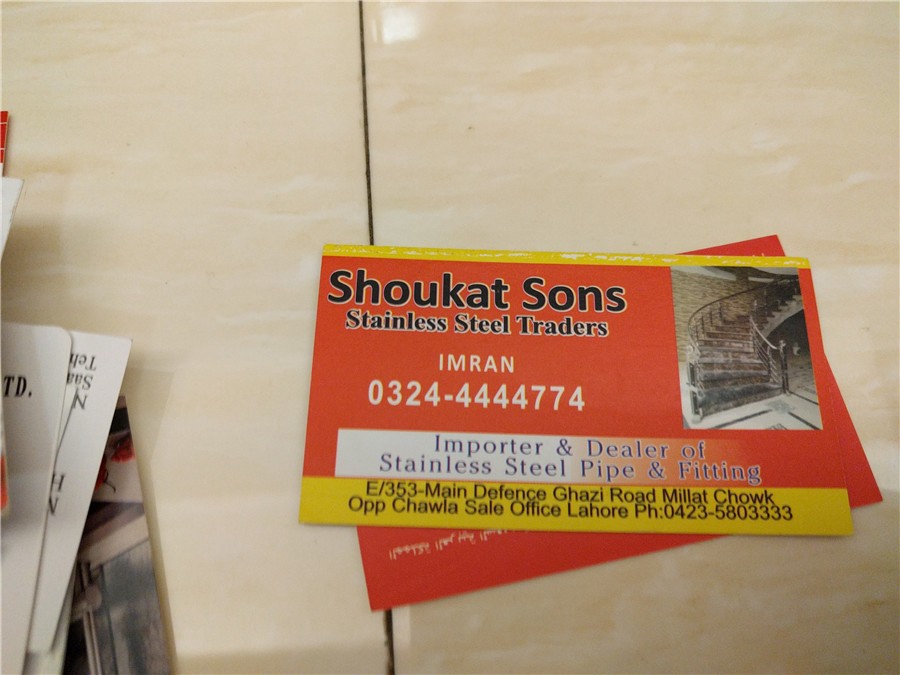 Shoukat Sons
Stainless Steel Traders
IMRAN
0324-4444774
Importer & Dealer of
Stainless Steel Pipe & Fitting
E/353-Main Defence Ghazi Road Millat Chowk
Opp Chawla Sale Office Lahore Ph:0423-5803333
TD.